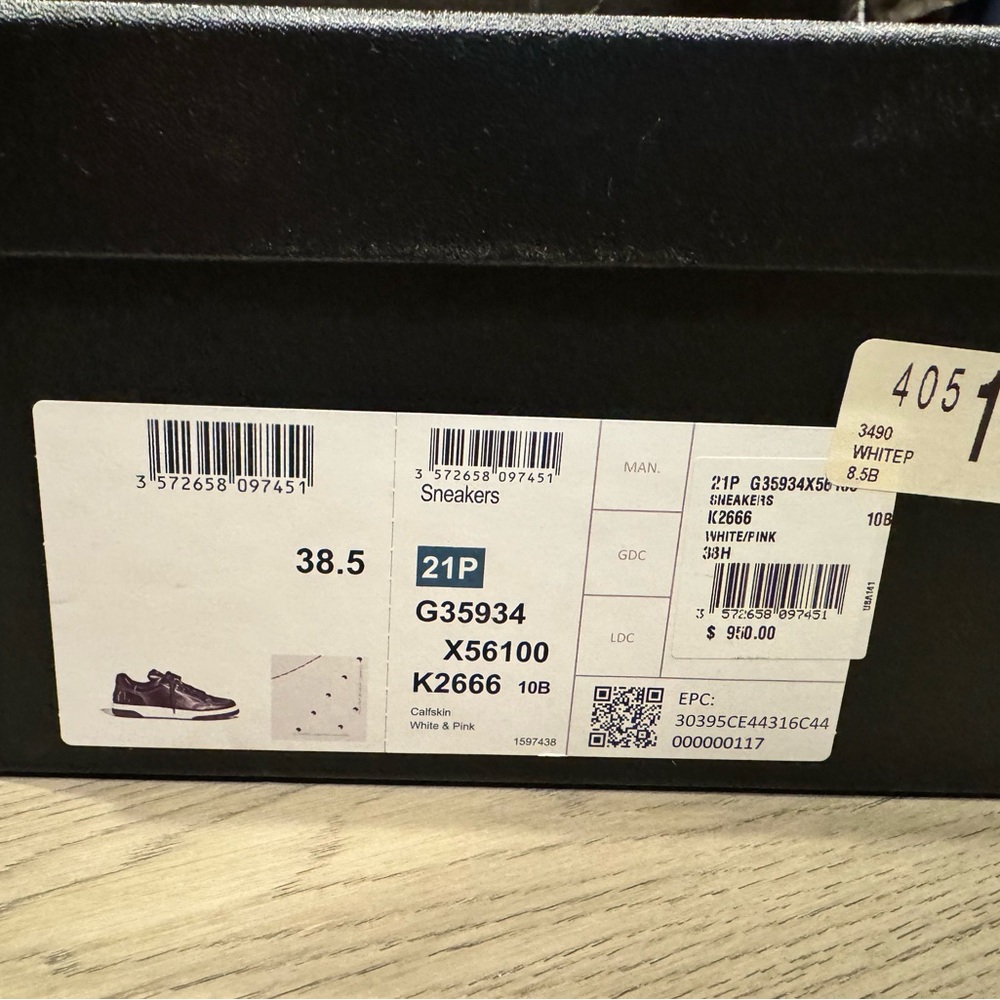 3 572658 097451
38.5
3 572658 097451
Sneakers
21P
G35934
X56100
K2666 10B
Calfskin
White & Pink
1597438
MAN.
GDC
LDC
EPC:
30395CE44316C44
000000117
21P G35934X56100
SNEAKERS
K2666 10B
WHITE/PINK
38H
3 572658 097451
USA141
$ 950.00
4051
3490
WHITEP
8.5B